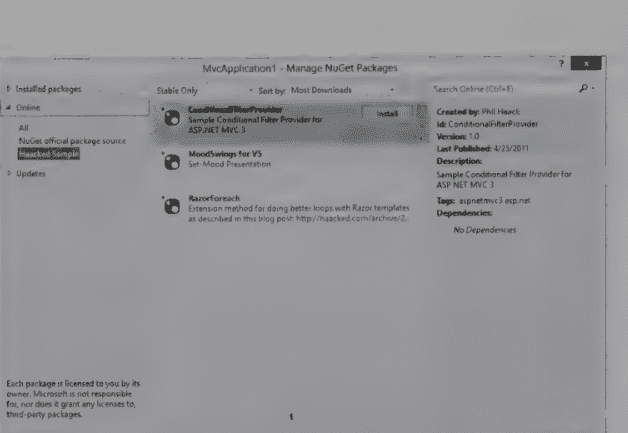 MvcApplication1 - Manage NuGet Packages
?
x
Installed packages
Online
All
NuGet official package source
Haacked Sample
Updates
Stable Only
Sort by: Most Downloads
Search Online (Ctrl+E)
ConditionalFilterProvider
Install
Sample Conditional Filter Provider for
ASP.NET MVC 3
MoodSwings for VS
Set-Mood Presentation
RazorForeach
Extension method for doing better loops with Razor templates
as described in this blog post: http://haacked.com/archive/2...
Created by: Phil Haack
Id: ConditionalFilterProvider
Version: 1.0
Last Published: 4/25/2011
Description:
Sample Conditional Filter Provider for
ASP NET MVC 3
Tags: aspnetmvc3 asp.net
Dependencies:
No Dependencies
Each package is licensed to you by its
owner. Microsoft is not responsible
for, nor does it grant any licenses to,
third-party packages.
1